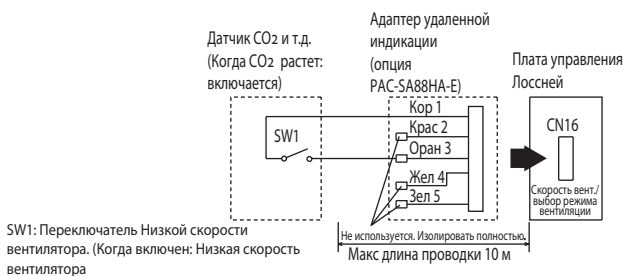 Датчик CO2 и т.д.
(Когда CO2 растет:
включается)
Адаптер удаленной
индикации
(опция
PAC-SA88HA-E)
Плата управления
Лоссней
SW1
Кор 1
Крас 2
Оран 3
Жел 4
Зел 5
CN16
Скорость вент./
выбор режима
вентиляции
Не используется. Изолировать полностью.
Макс длина проводки 10 м
SW1: Переключатель Низкой скорости
вентилятора. (Когда включен: Низкая скорость
вентилятора